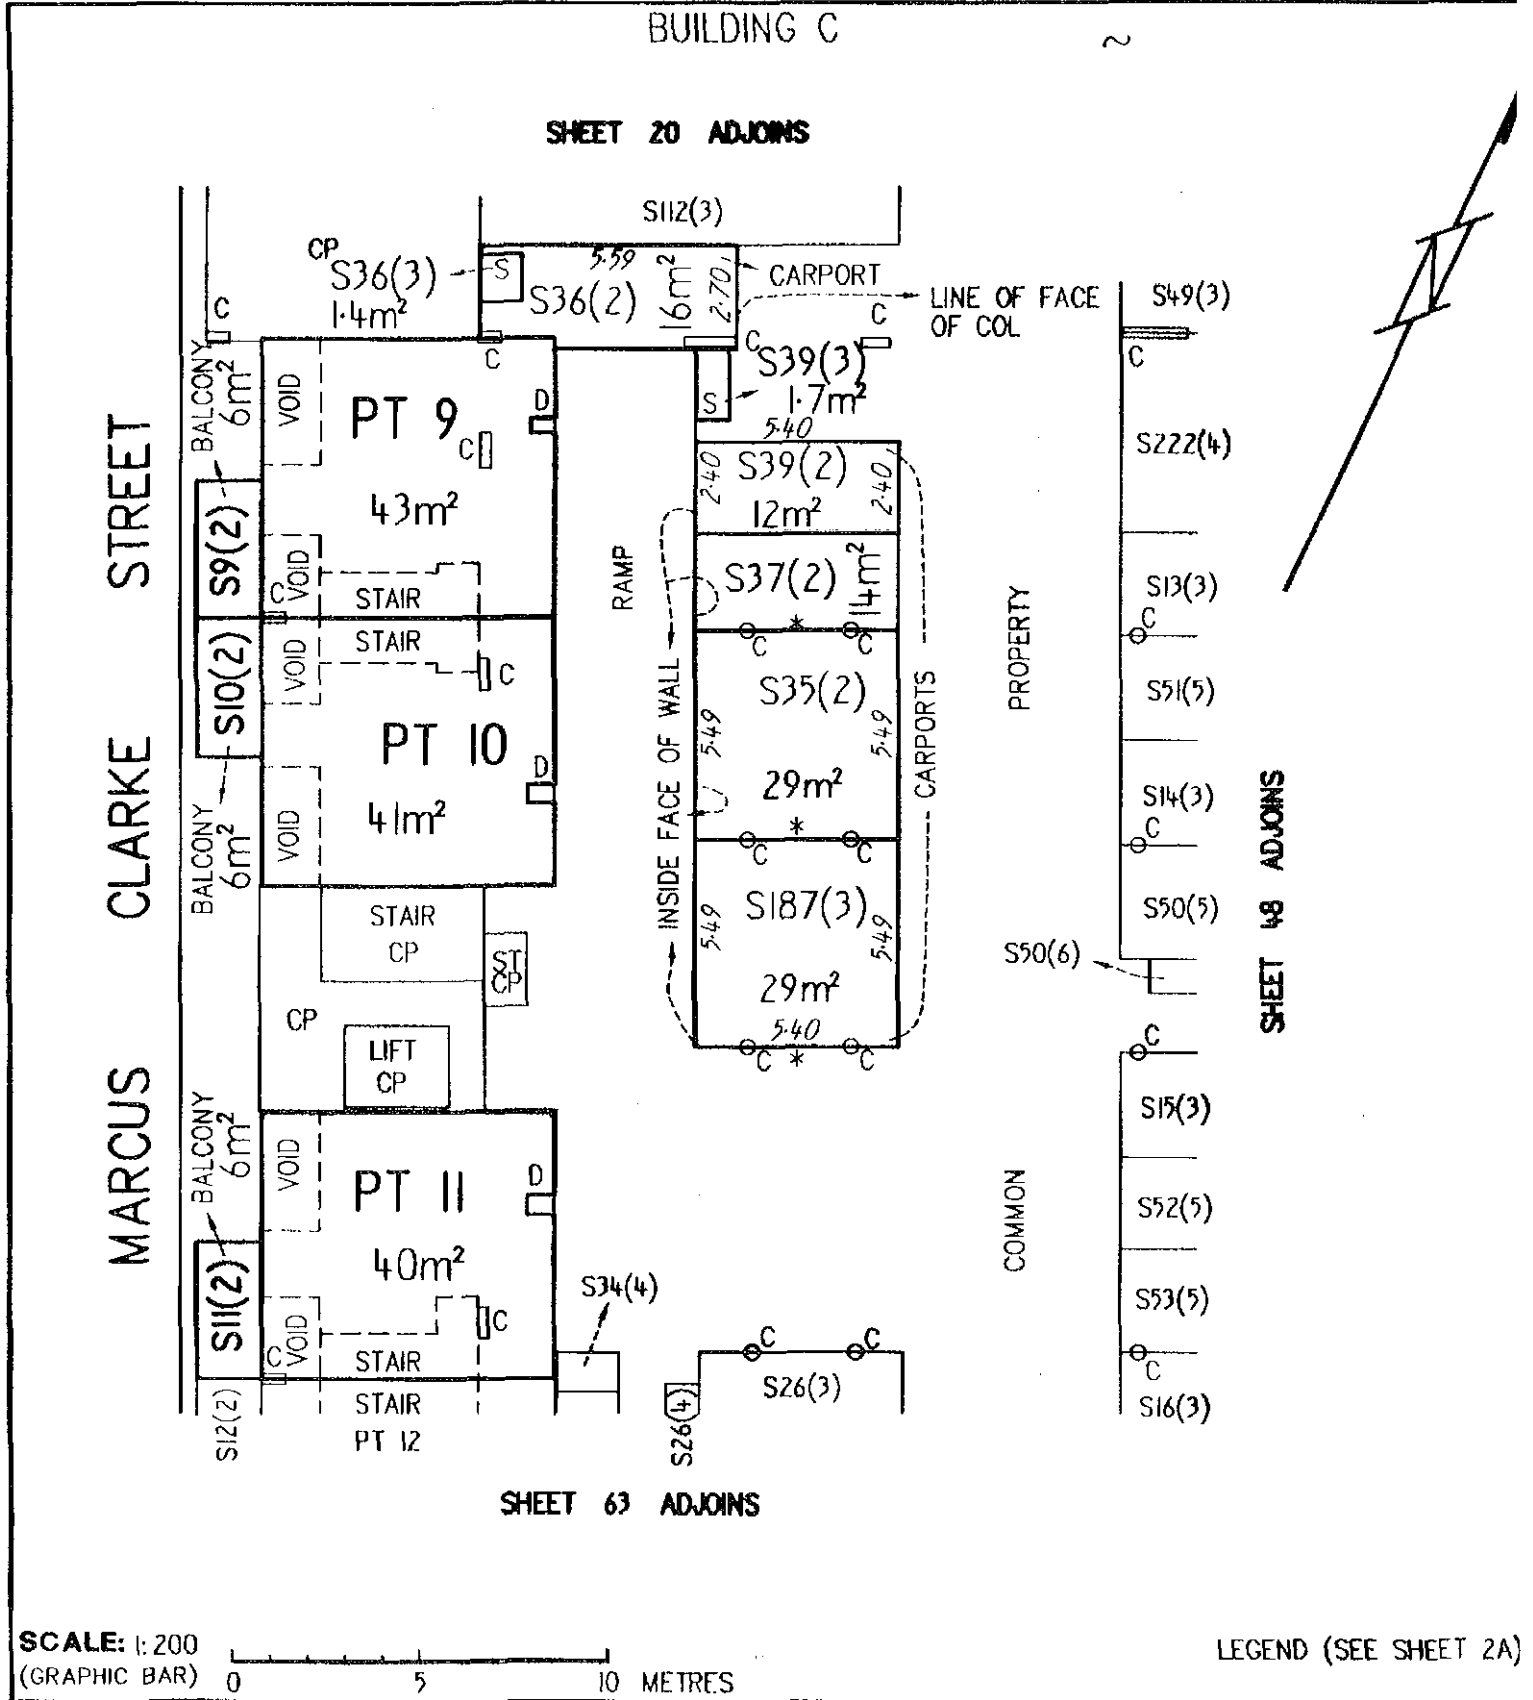 BUILDING C
SHEET 20 ADJOINS
S112(3)
CP
S36(3)
1.4m²
S
5.59
S36(2)
16m²
2.70
CARPORT
LINE OF FACE
OF COL
C
C
C
C
S39(3)
1.7m²
S
S49(3)
C
BALCONY
6m²
VOID
PT 9
C
D
43m²
S9(2)
VOID
C
STAIR
5.40
S39(2)
2.40
2.40
12m²
S37(2)
14m²
*
C
C
RAMP
S222(4)
S13(3)
C
STAIR
S10(2)
VOID
C
PT 10
D
41m²
VOID
BALCONY
6m²
INSIDE FACE OF WALL
S35(2)
5.49
5.49
29m²
*
C
C
CARPORTS
PROPERTY
S51(5)
S14(3)
C
S50(5)
S50(6)
SHEET 48 ADJOINS
STAIR
CP
ST
CP
CP
LIFT
CP
S187(3)
5.49
5.49
29m²
5.40
C
*
C
C
S15(3)
MARCUS CLARKE STREET
BALCONY
6m²
VOID
PT 11
D
40m²
S11(2)
VOID
C
C
STAIR
S34(4)
COMMON
S52(5)
S53(5)
C
S16(3)
S12(2)
STAIR
PT 12
S26(4)
C
C
S26(3)
SHEET 63 ADJOINS
SCALE: 1:200
(GRAPHIC BAR)
0 5 10 METRES
LEGEND (SEE SHEET 2A)